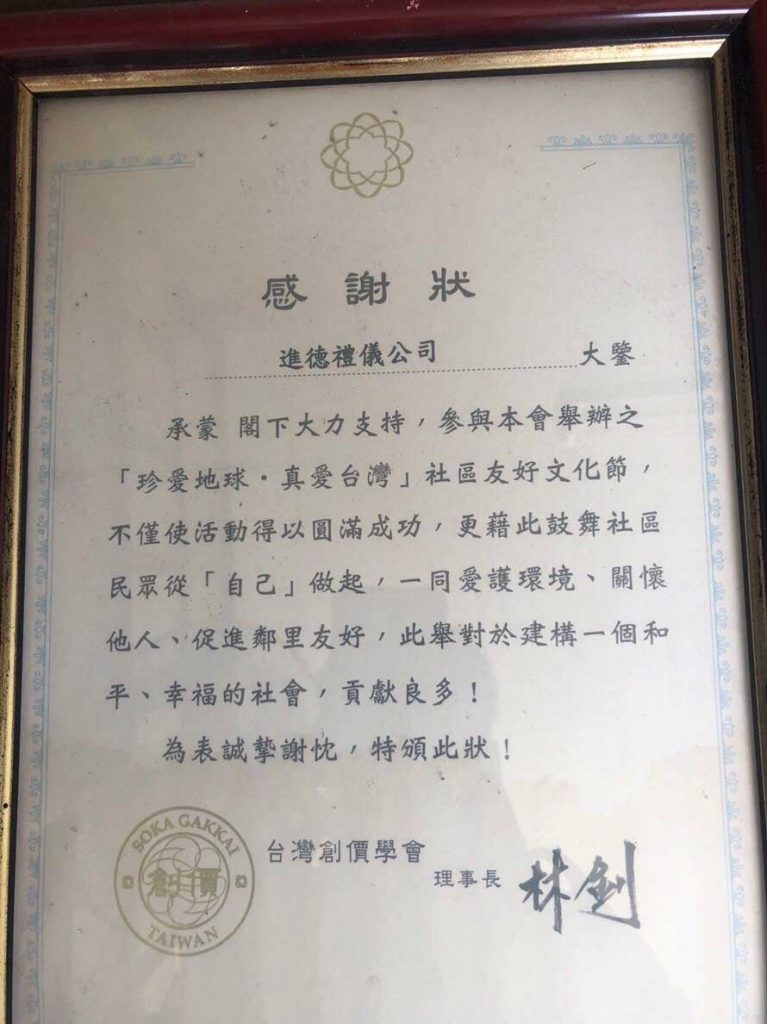 感謝狀
進德禮儀公司 大鑒
承蒙 閣下大力支持，參與本會舉辦之
「珍愛地球・真愛台灣」社區友好文化節，
不僅使活動得以圓滿成功，更藉此鼓舞社區
民眾從「自己」做起，一同愛護環境、關懷
他人、促進鄰里友好，此舉對於建構一個和
平、幸福的社會，貢獻良多！
為表誠摯謝忱，特頒此狀！
SOKA GAKKAI
創價
TAIWAN
台灣創價學會
理事長 林釗